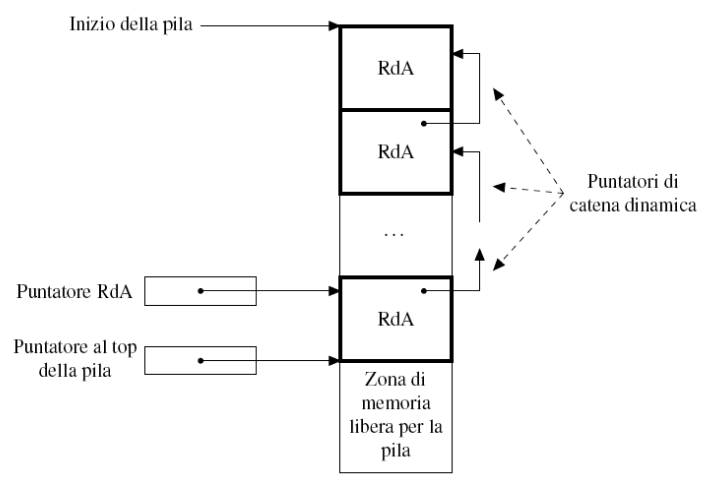 Inizio della pila
RdA
RdA
Puntatori di
catena dinamica
...
Puntatore RdA
RdA
Puntatore al top
della pila
Zona di
memoria
libera per la
pila